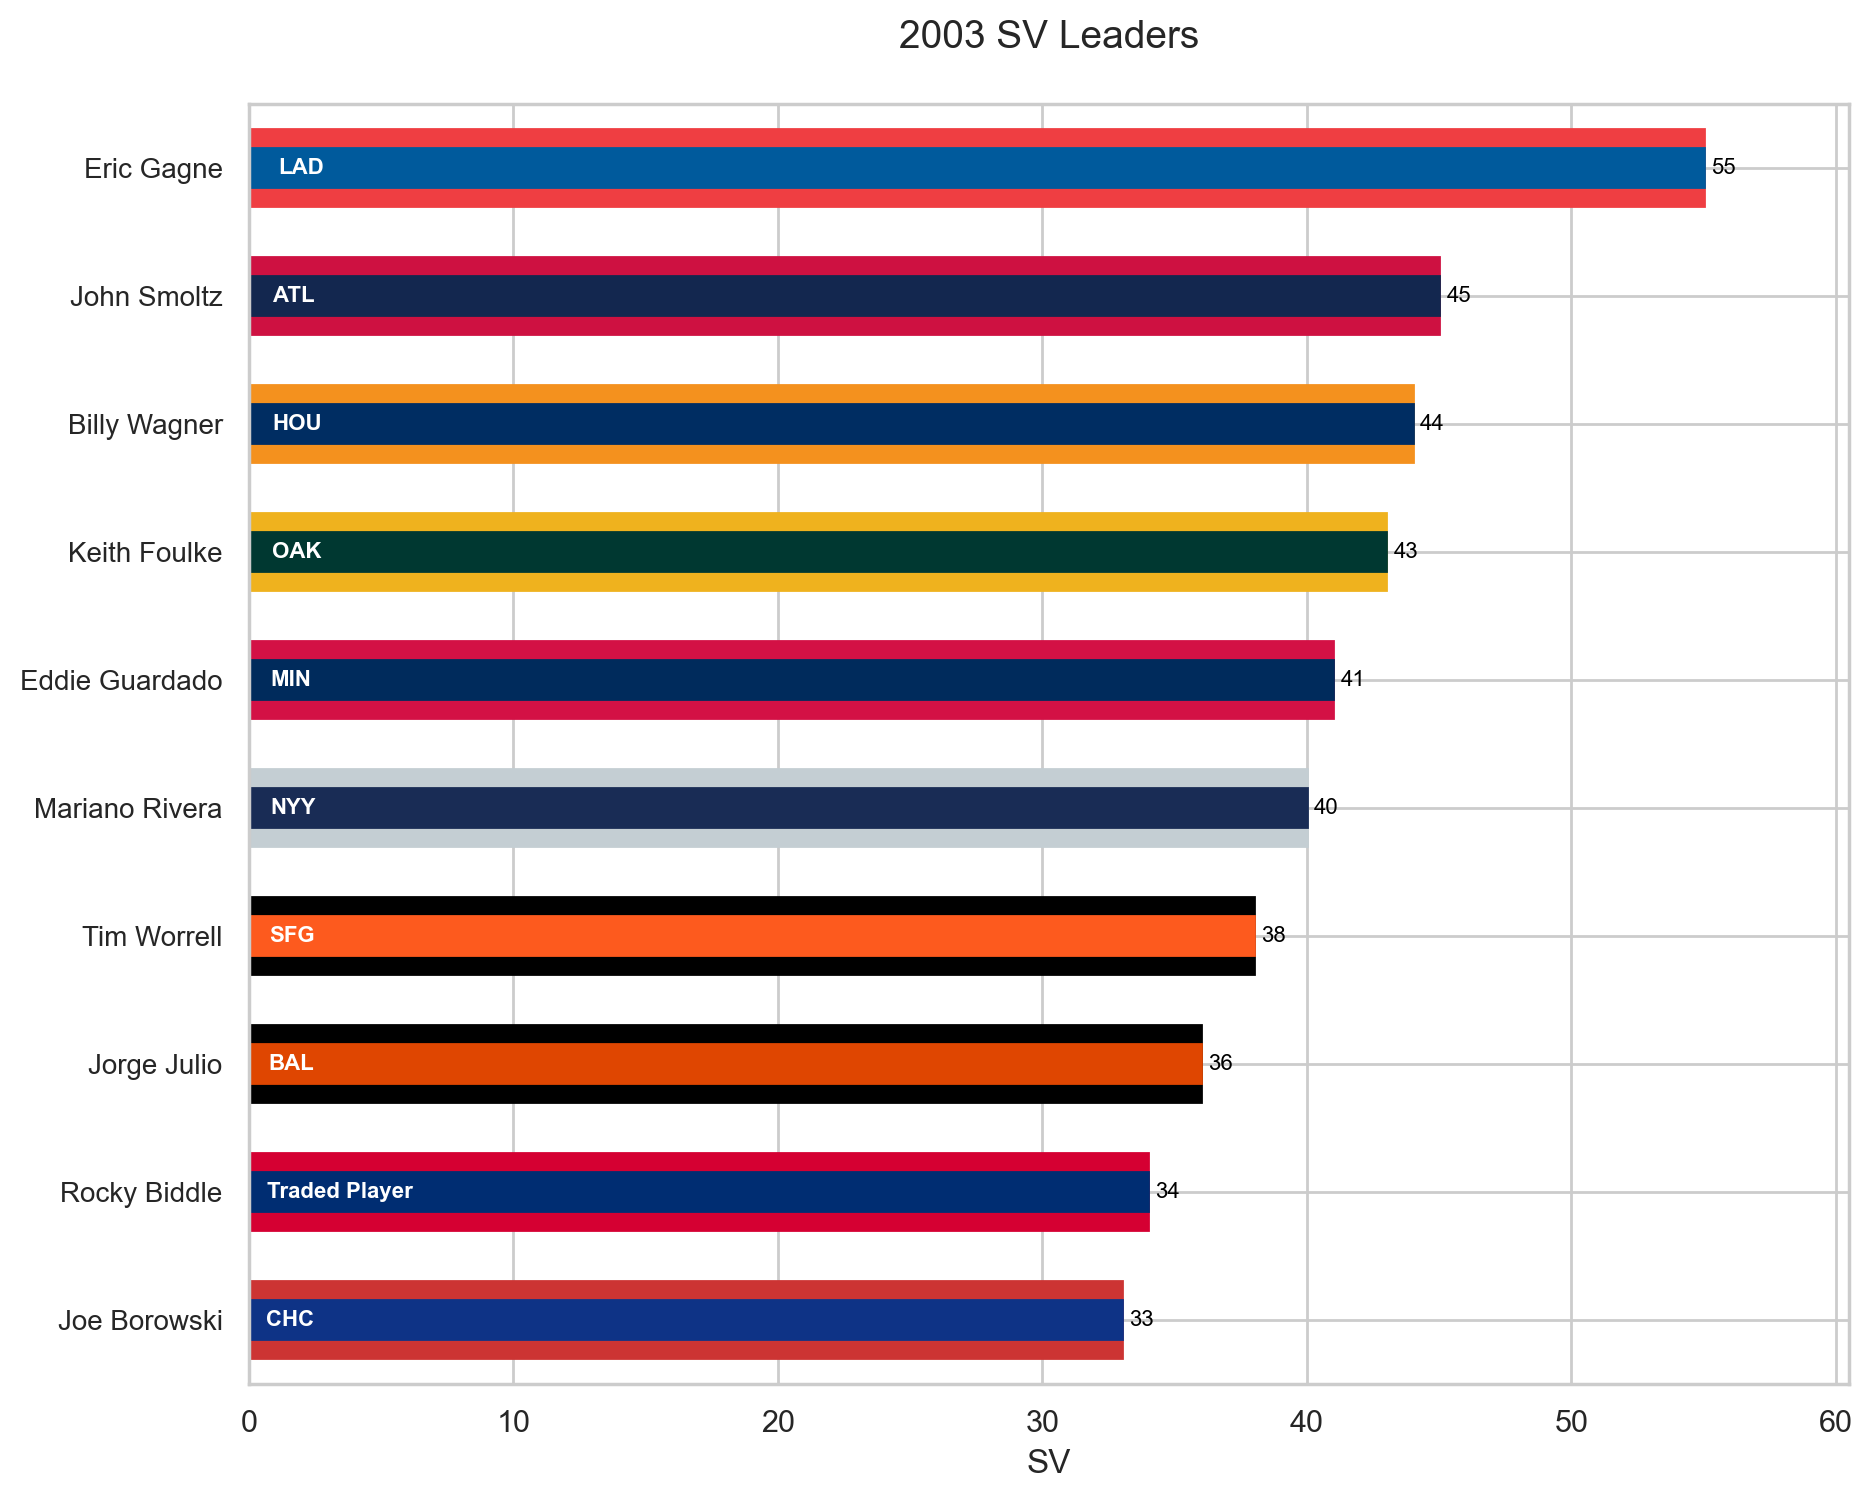 2003 SV Leaders
Eric Gagne LAD 55
John Smoltz ATL 45
Billy Wagner HOU 44
Keith Foulke OAK 43
Eddie Guardado MIN 41
Mariano Rivera NYY 40
Tim Worrell SFG 38
Jorge Julio BAL 36
Rocky Biddle Traded Player 34
Joe Borowski CHC 33
0 10 20 30 40 50 60
SV